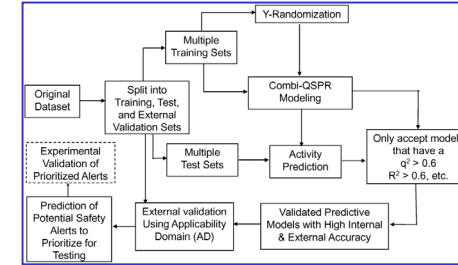 Y-Randomization
Multiple
Training Sets
Original
Dataset
Split into
Training, Test,
and External
Validation Sets
Combi-QSPR
Modeling
Experimental
Validation of
Prioritized Alerts
Multiple
Test Sets
Activity
Prediction
Only accept model
that have a
q² > 0.6
R² > 0.6, etc.
Prediction of
Potential Safety
Alerts to
Prioritize for
Testing
External validation
Using Applicability
Domain (AD)
Validated Predictive
Models with High Internal
& External Accuracy